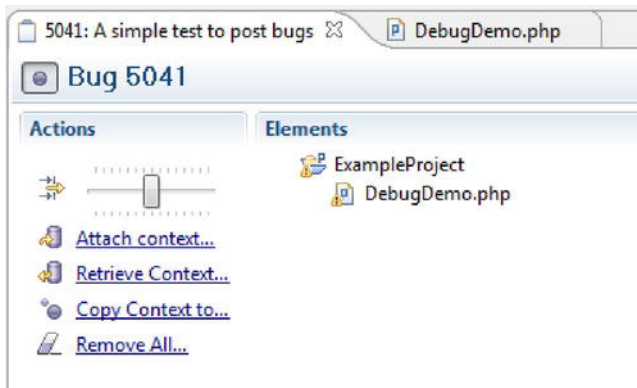 5041: A simple test to post bugs
DebugDemo.php
Bug 5041
Actions
Elements
ExampleProject
DebugDemo.php
Attach context...
Retrieve Context...
Copy Context to...
Remove All...